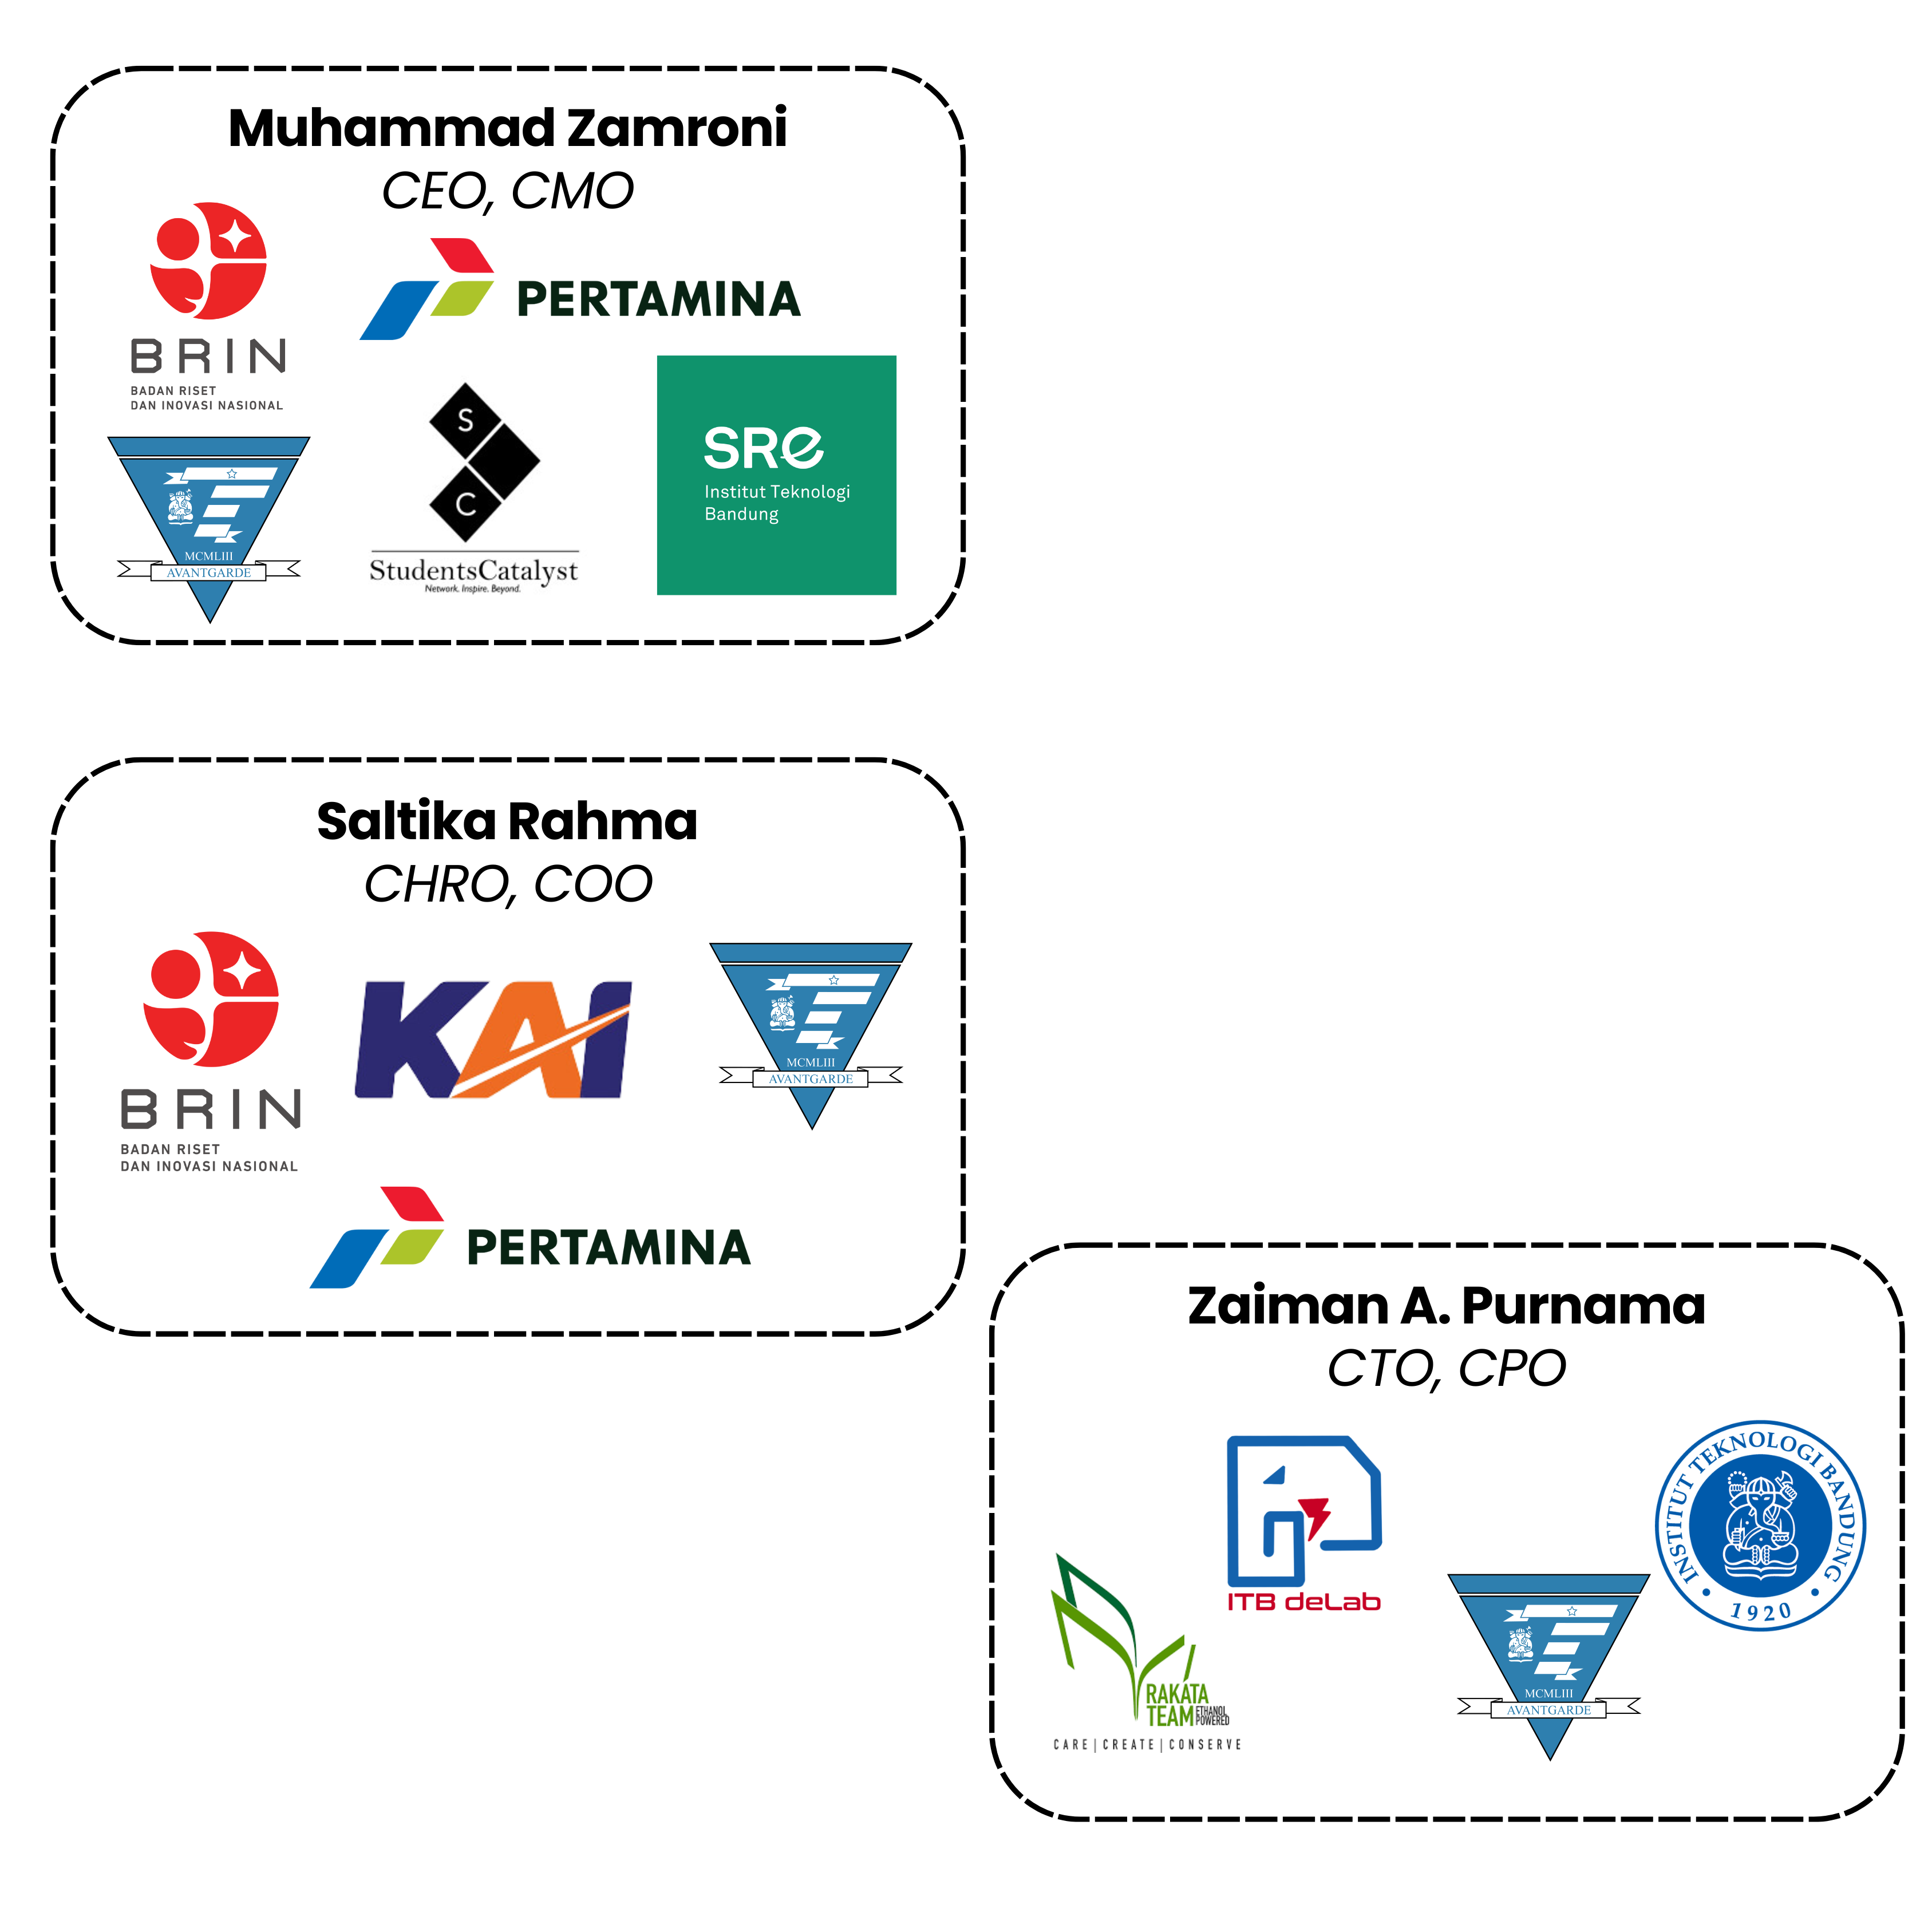 Muhammad Zamroni
CEO, CMO
BRIN
BADAN RISET
DAN INOVASI NASIONAL
PERTAMINA
MCMLIII
AVANTGARDE
S
C
StudentsCatalyst
Network. Inspire. Beyond.
SRe
Institut Teknologi
Bandung
Saltika Rahma
CHRO, COO
BRIN
BADAN RISET
DAN INOVASI NASIONAL
KAI
MCMLIII
AVANTGARDE
PERTAMINA
Zaiman A. Purnama
CTO, CPO
RAKATA
TEAM ETHANOL POWERED
CARE | CREATE | CONSERVE
ITB deLab
MCMLIII
AVANTGARDE
INSTITUT TEKNOLOGI BANDUNG
1920